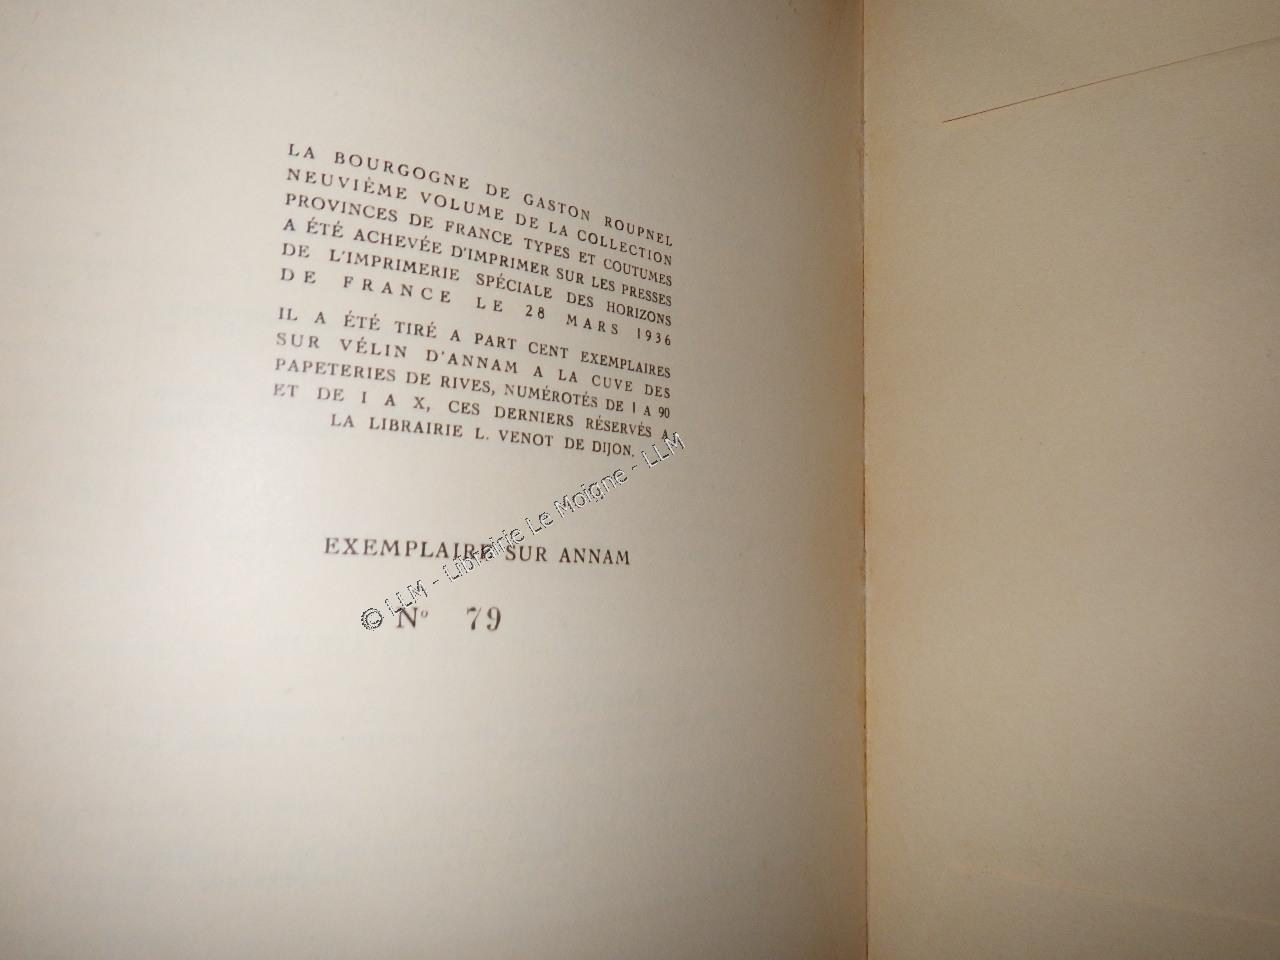 LA BOURGOGNE DE GASTON ROUPNEL
NEUVIÈME VOLUME DE LA COLLECTION
PROVINCES DE FRANCE TYPES ET COUTUMES
A ÉTÉ ACHEVÉE D'IMPRIMER SUR LES PRESSES
DE L'IMPRIMERIE SPÉCIALE DES HORIZONS
DE FRANCE LE 28 MARS 1936
IL A ÉTÉ TIRÉ A PART CENT EXEMPLAIRES
SUR VÉLIN D'ANNAM A LA CUVE DES
PAPETERIES DE RIVES, NUMÉROTÉS DE I A 90
ET DE I A X, CES DERNIERS RÉSERVÉS A
LA LIBRAIRIE L. VENOT DE DIJON.
EXEMPLAIRE SUR ANNAM
Nº 79
© LLM - Librairie Le Moigne - LLM